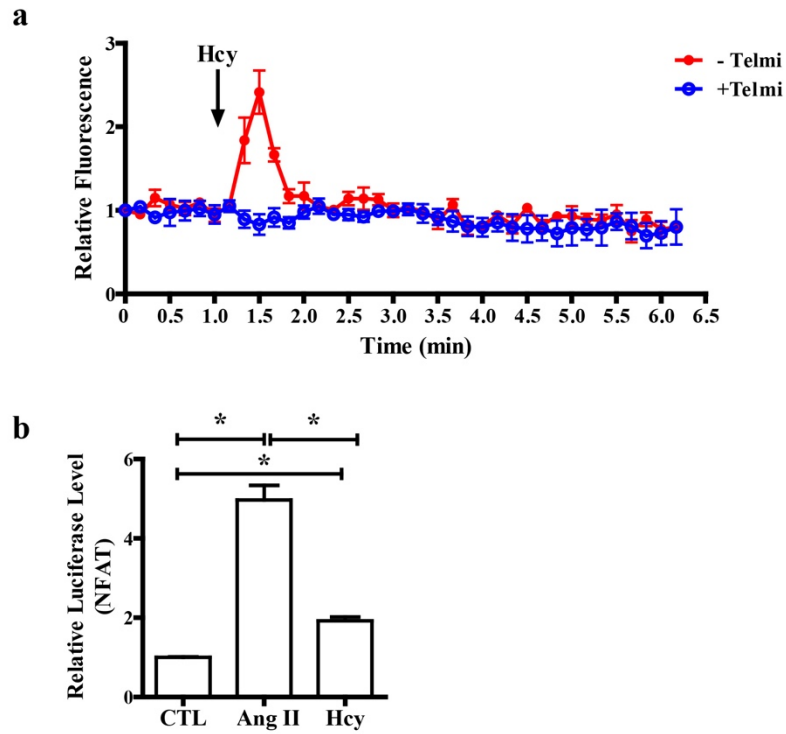 a
3
2
1
0
Relative Fluorescence
Hcy
- Telmi
+Telmi
0 0.5 1.0 1.5 2.0 2.5 3.0 3.5 4.0 4.5 5.0 5.5 6.0 6.5
Time (min)
b
* *
*
6
4
2
0
Relative Luciferase Level
(NFAT)
CTL Ang II Hcy